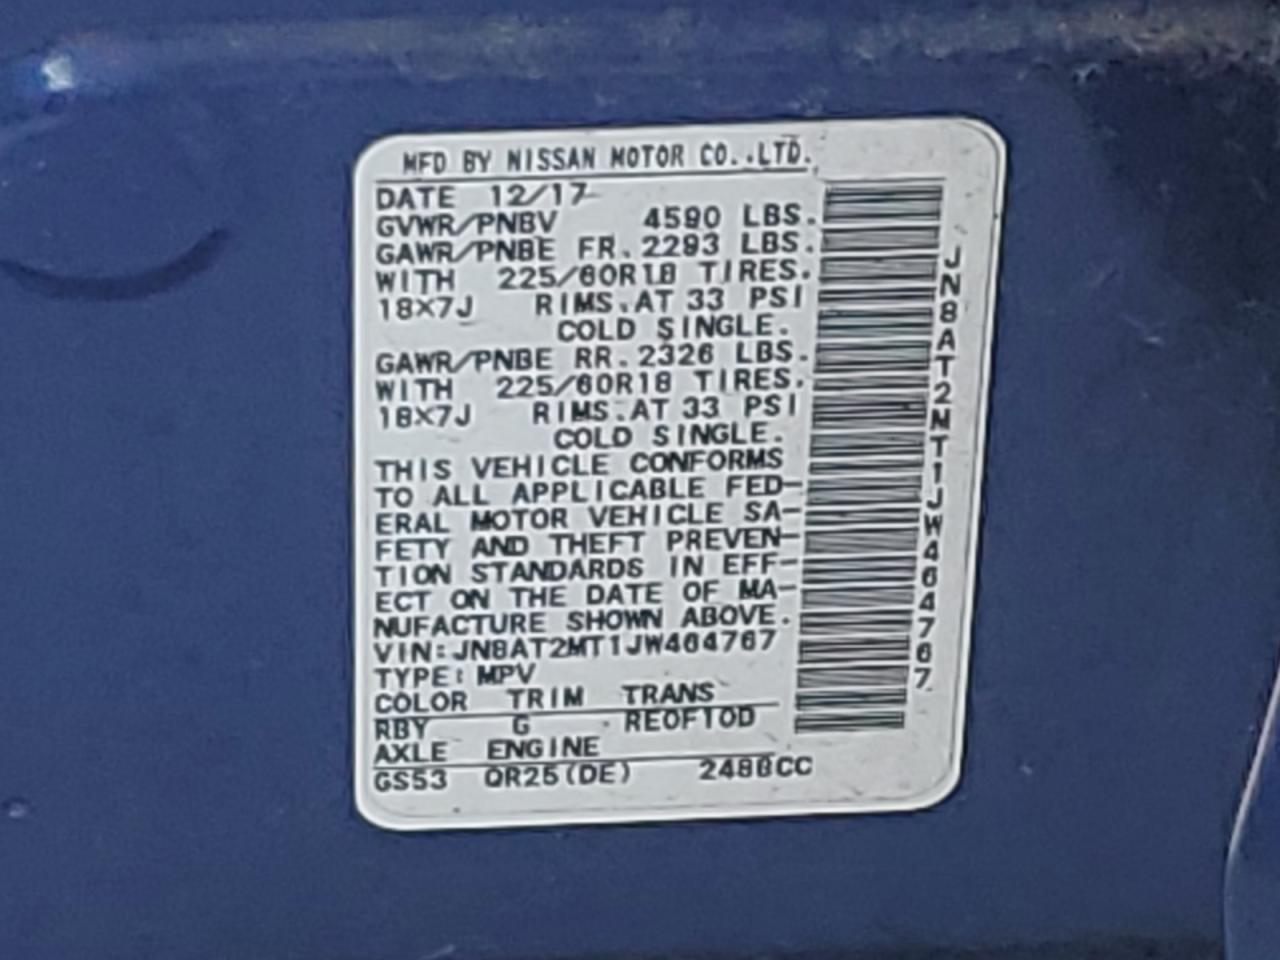 MFD BY NISSAN MOTOR CO.,LTD.
DATE 12/17
GVWR/PNBV 4590 LBS.
GAWR/PNBE FR. 2293 LBS.
WITH 225/60R18 TIRES.
18X7J RIMS.AT 33 PSI
COLD SINGLE.
GAWR/PNBE RR. 2326 LBS.
WITH 225/60R18 TIRES.
18X7J RIMS.AT 33 PSI
COLD SINGLE.
THIS VEHICLE CONFORMS
TO ALL APPLICABLE FED-
ERAL MOTOR VEHICLE SA-
FETY AND THEFT PREVEN-
TION STANDARDS IN EFF-
ECT ON THE DATE OF MA-
NUFACTURE SHOWN ABOVE.
VIN:JN8AT2MT1JW464767
TYPE: MPV
COLOR TRIM TRANS
RBY G RE0F10D
AXLE ENGINE
GS53 QR25(DE) 2488CC
JN8AT2MT1JW464767